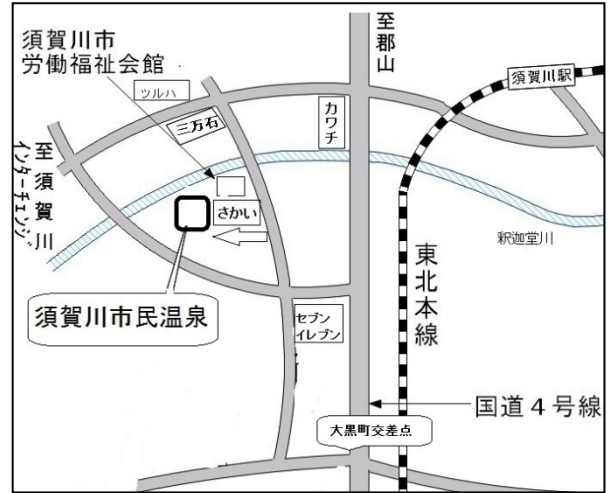 須賀川市
労働福祉会館
ツルハ
三万石
カワチ
至郡山
須賀川駅
至須賀川
インターチェンジ
さかい
釈迦堂川
須賀川市民温泉
セブン
イレブン
東北本線
国道4号線
大黒町交差点